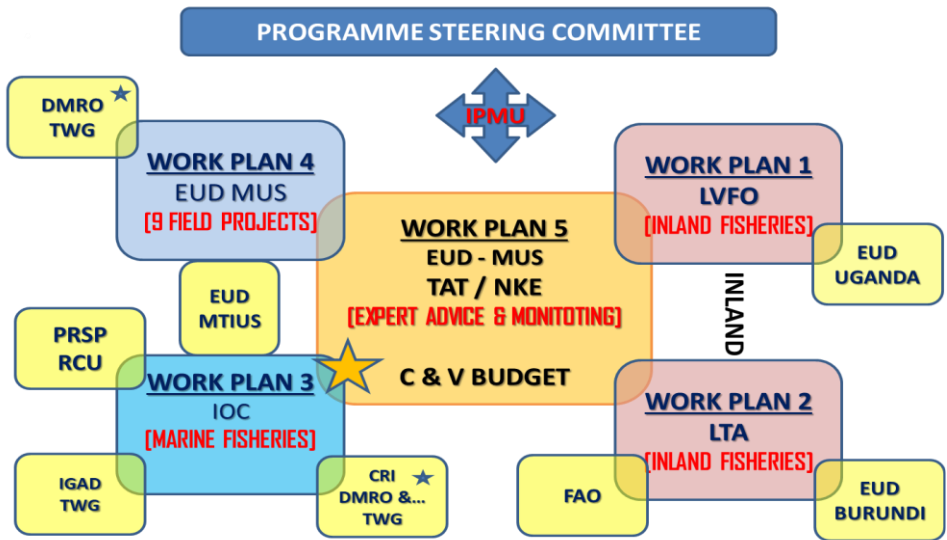 PROGRAMME STEERING COMMITTEE
IPMU
DMRO
TWG
WORK PLAN 4
EUD MUS
[9 FIELD PROJECTS]
WORK PLAN 5
EUD - MUS
TAT / NKE
[EXPERT ADVICE & MONITOTING]
C & V BUDGET
WORK PLAN 1
LVFO
[INLAND FISHERIES]
EUD
UGANDA
INLAND
EUD
MTIUS
PRSP
RCU
WORK PLAN 3
IOC
[MARINE FISHERIES]
IGAD
TWG
CRI
DMRO &...
TWG
WORK PLAN 2
LTA
[INLAND FISHERIES]
FAO
EUD
BURUNDI